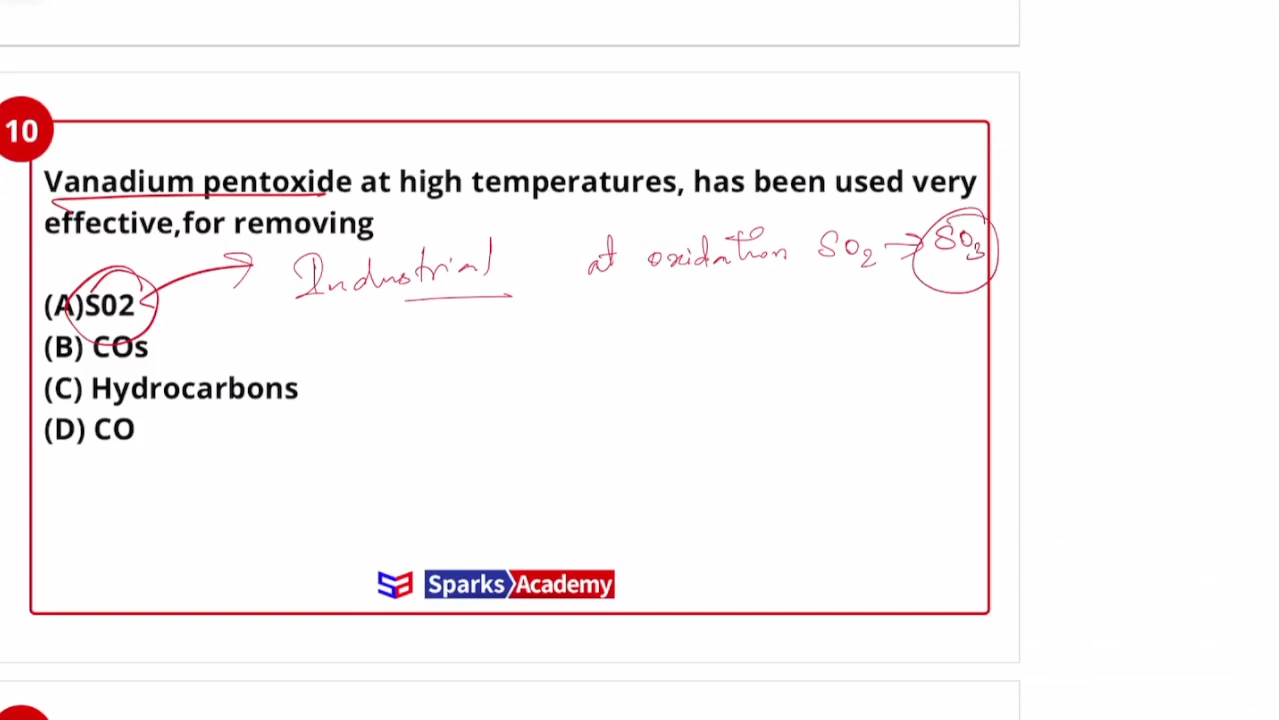 10
Vanadium pentoxide at high temperatures, has been used very
effective,for removing
Industrial at oxidation SO2 → SO3
(A)S02
(B) COs
(C) Hydrocarbons
(D) CO
Sparks Academy